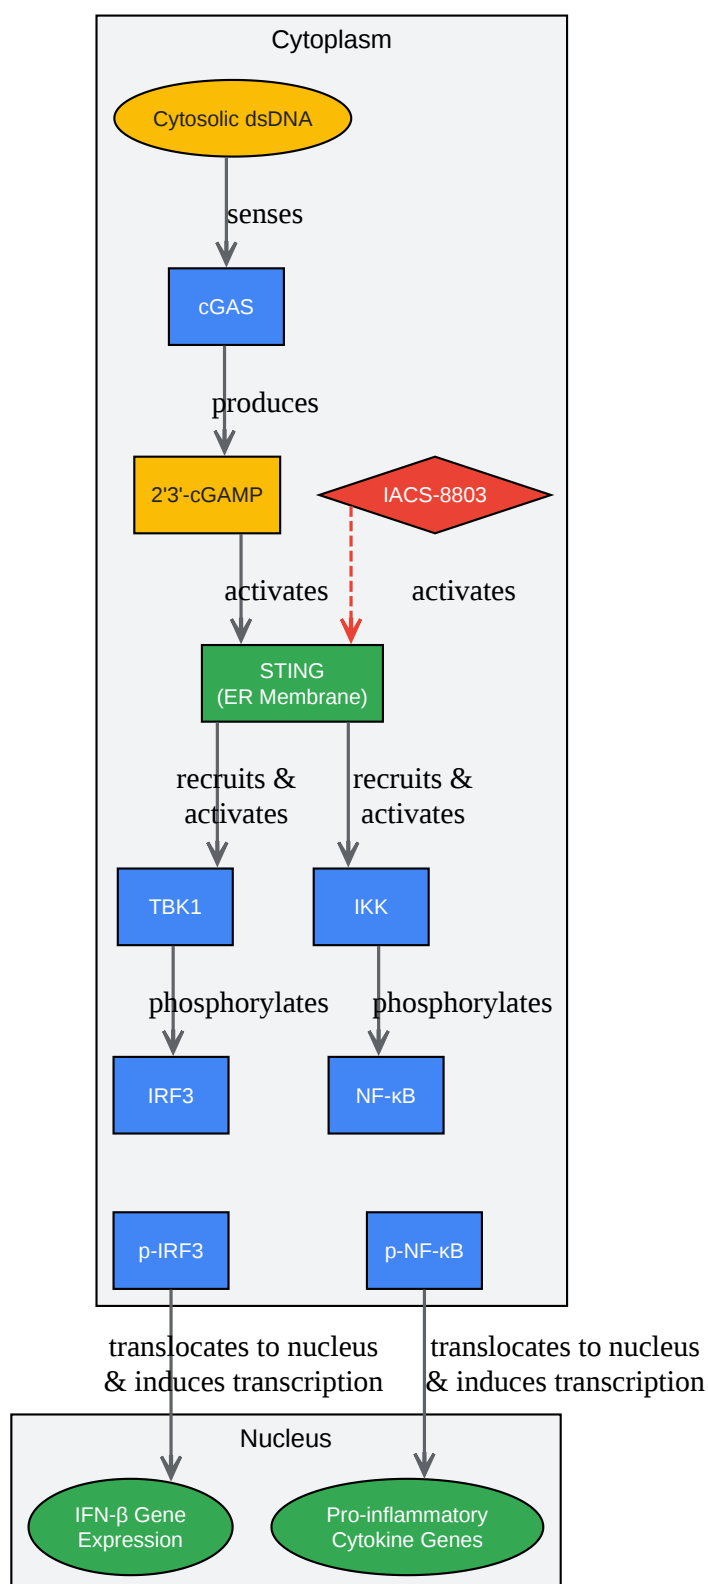 Cytoplasm
Cytosolic dsDNA
senses
cGAS
produces
2'3'-cGAMP
IACS-8803
activates
activates
STING
(ER Membrane)
recruits &
activates
recruits &
activates
TBK1
IKK
phosphorylates
phosphorylates
IRF3
NF-κB
p-IRF3
p-NF-κB
translocates to nucleus
& induces transcription
translocates to nucleus
& induces transcription
Nucleus
IFN-β Gene
Expression
Pro-inflammatory
Cytokine Genes